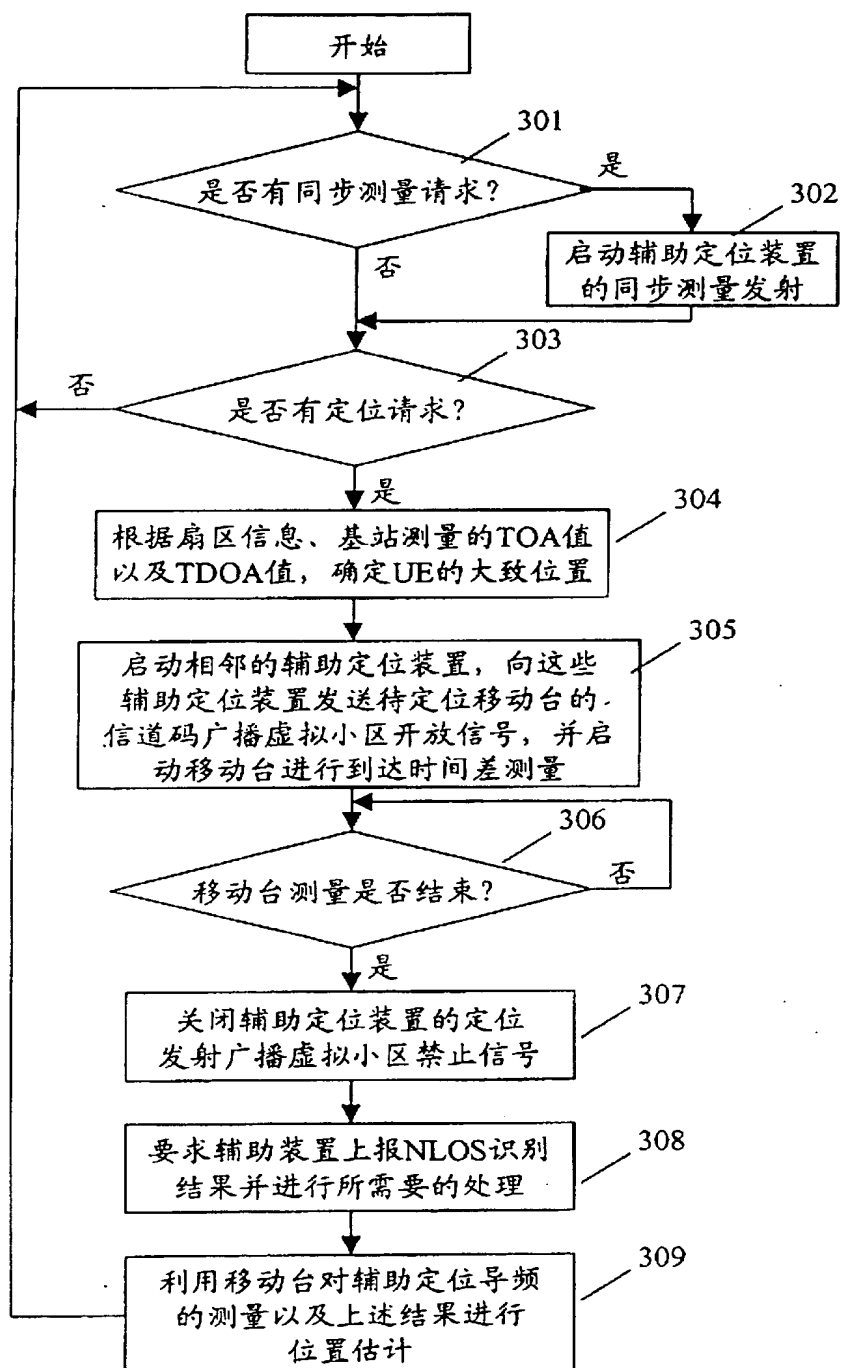 开始
301
是否有同步测量请求?
是
302
启动辅助定位装置
的同步测量发射
否
303
否
是否有定位请求?
是
304
根据扇区信息、基站测量的TOA值
以及TDOA值，确定UE的大致位置
305
启动相邻的辅助定位装置，向这些
辅助定位装置发送待定位移动台的
信道码广播虚拟小区开放信号，并启
动移动台进行到达时间差测量
306
移动台测量是否结束?
否
是
307
关闭辅助定位装置的定位
发射广播虚拟小区禁止信号
308
要求辅助装置上报NLOS识别
结果并进行所需要的处理
309
利用移动台对辅助定位导频
的测量以及上述结果进行
位置估计